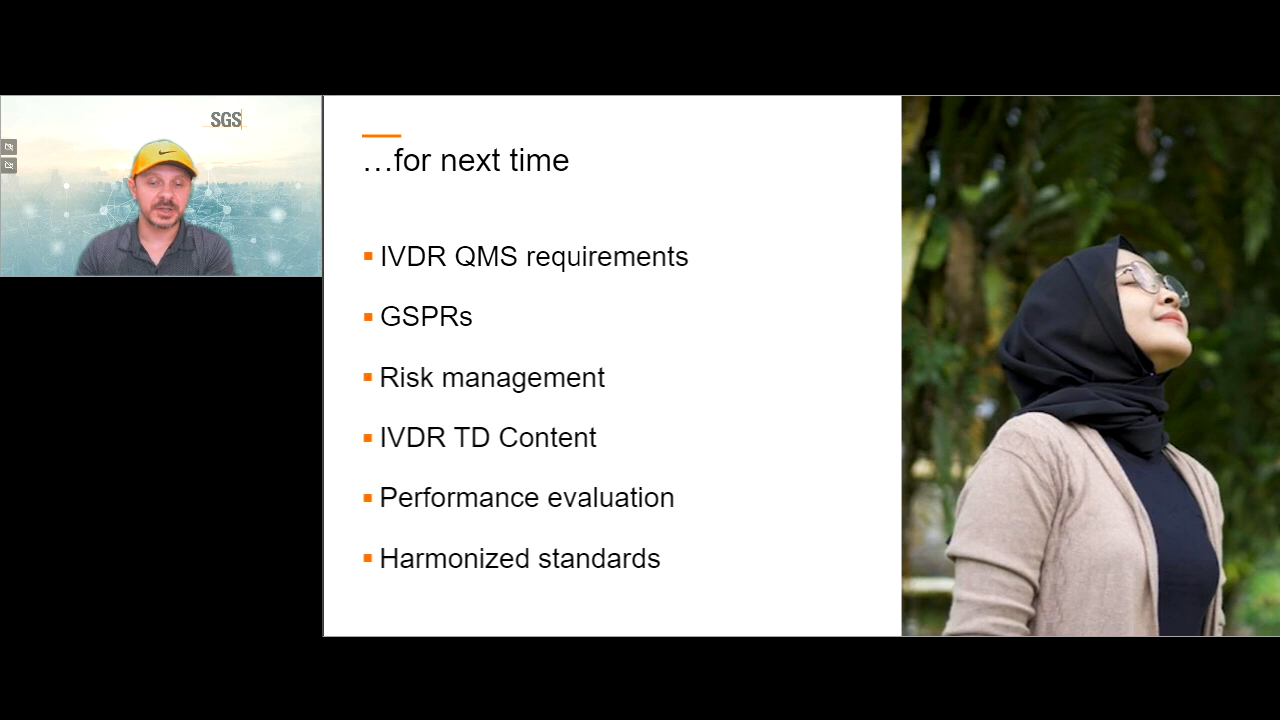 SGS
…for next time
IVDR QMS requirements
GSPRs
Risk management
IVDR TD Content
Performance evaluation
Harmonized standards